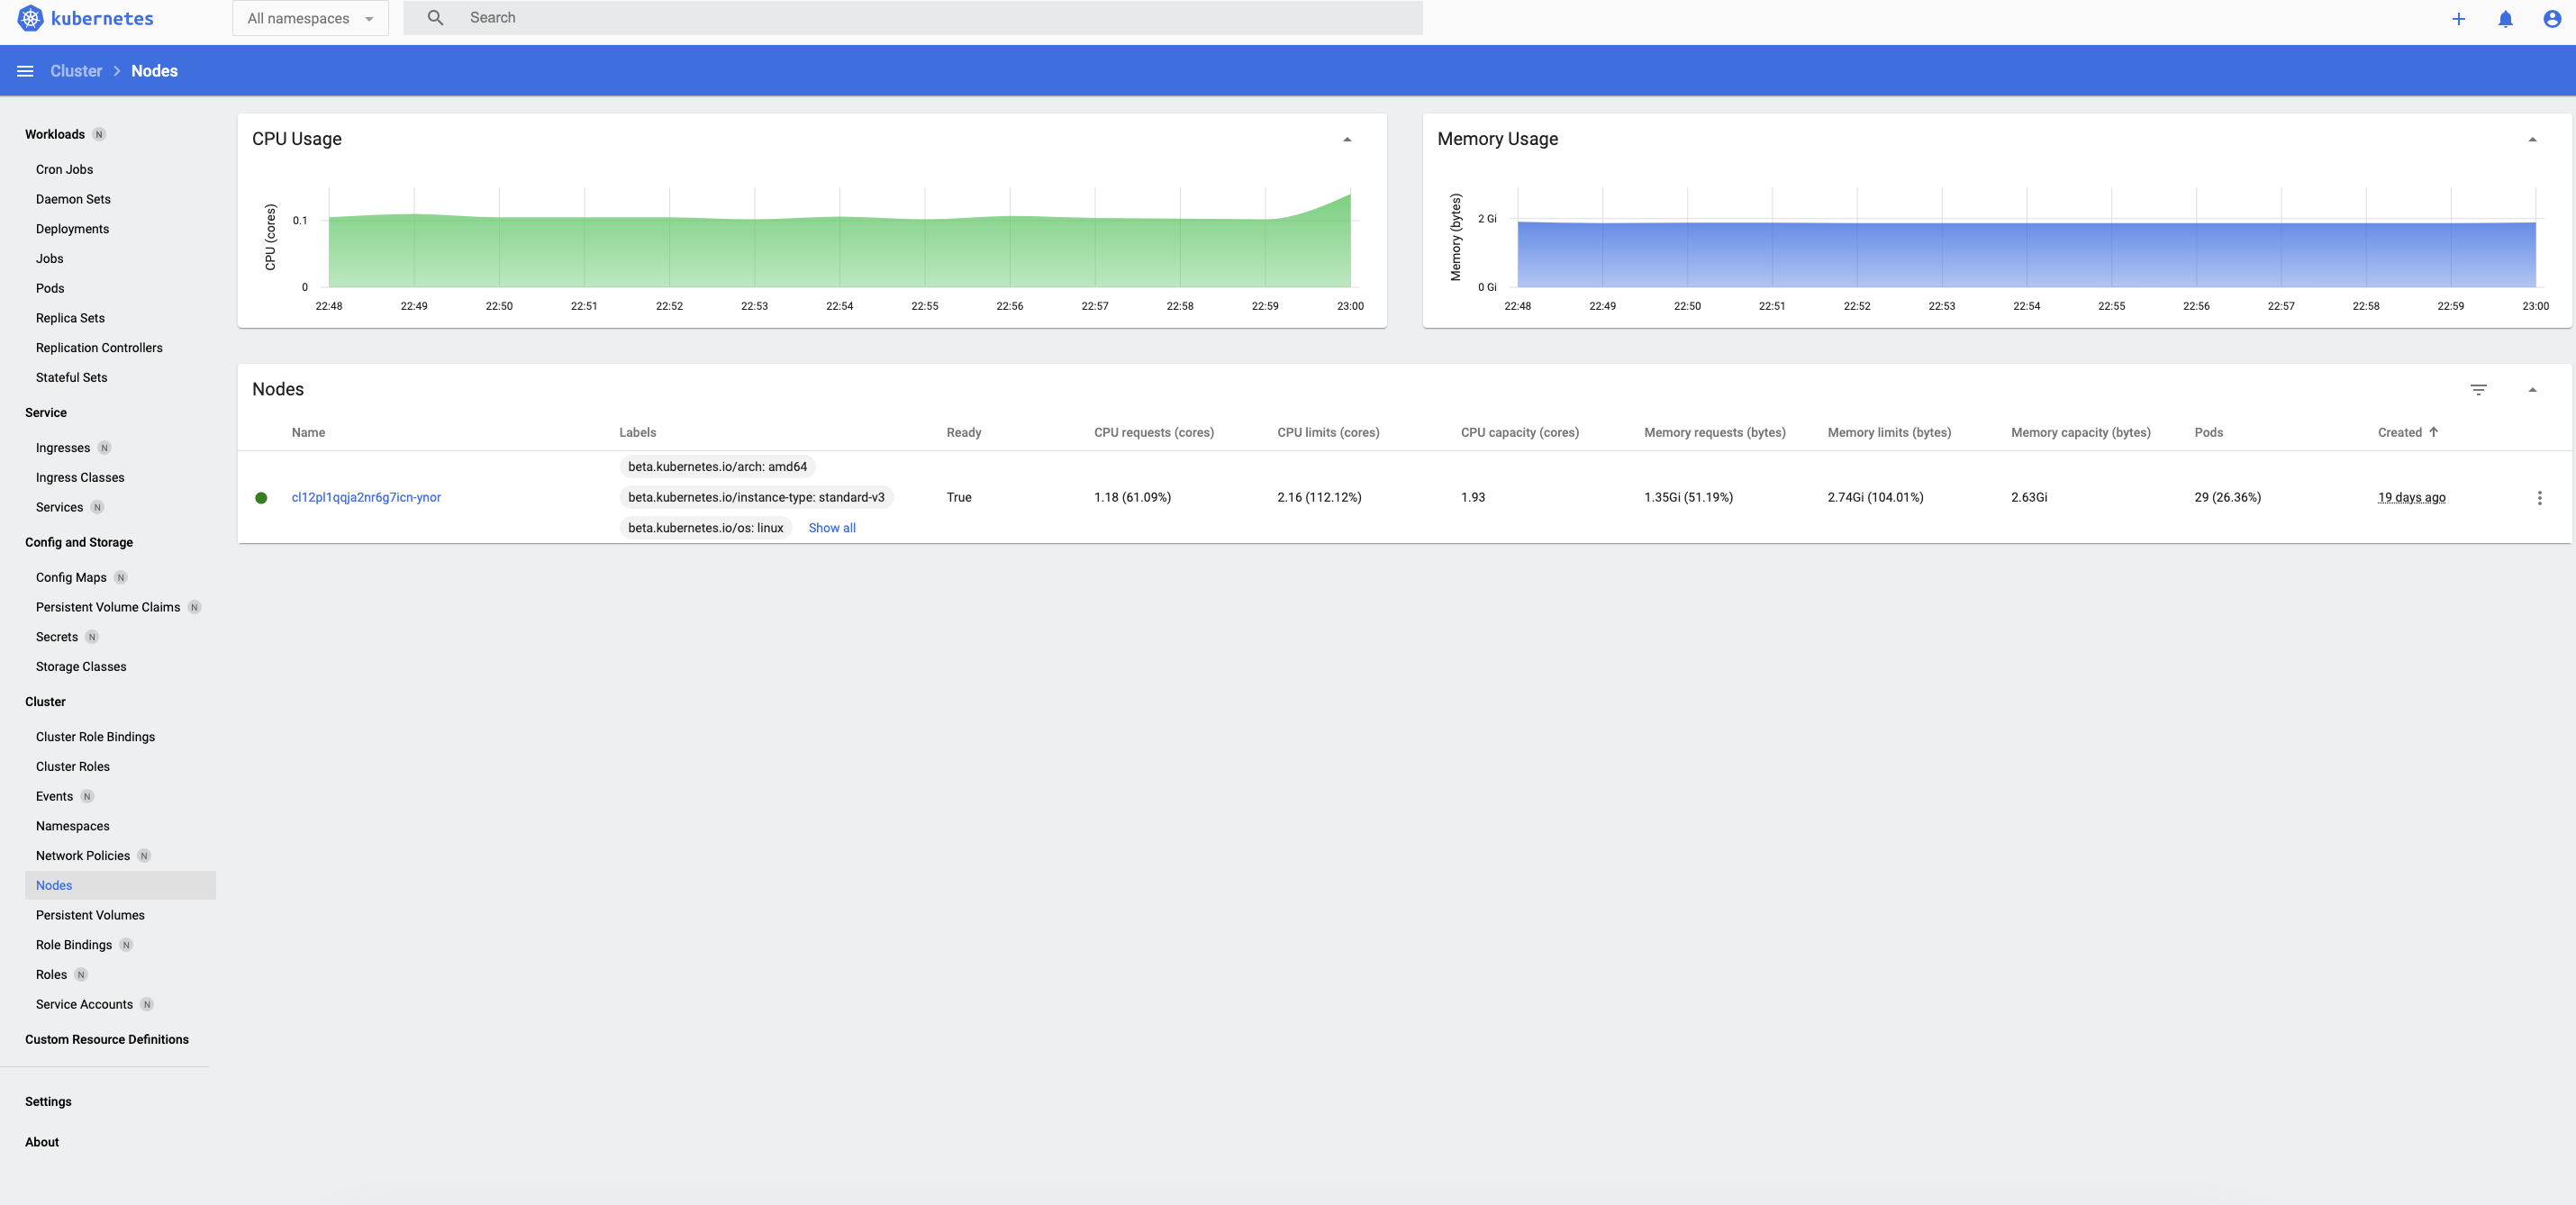 kubernetes
All namespaces
Search
Cluster > Nodes
Workloads N
Cron Jobs
Daemon Sets
Deployments
Jobs
Pods
Replica Sets
Replication Controllers
Stateful Sets
Service
Ingresses N
Ingress Classes
Services N
Config and Storage
Config Maps N
Persistent Volume Claims N
Secrets N
Storage Classes
Cluster
Cluster Role Bindings
Cluster Roles
Events N
Namespaces
Network Policies N
Nodes
Persistent Volumes
Role Bindings N
Roles N
Service Accounts N
Custom Resource Definitions
Settings
About
CPU Usage
CPU (cores)
0.1
0
22:48 22:49 22:50 22:51 22:52 22:53 22:54 22:55 22:56 22:57 22:58 22:59 23:00
Memory Usage
Memory (bytes)
2 Gi
0 Gi
22:48 22:49 22:50 22:51 22:52 22:53 22:54 22:55 22:56 22:57 22:58 22:59 23:00
Nodes
Name Labels Ready CPU requests (cores) CPU limits (cores) CPU capacity (cores) Memory requests (bytes) Memory limits (bytes) Memory capacity (bytes) Pods Created
beta.kubernetes.io/arch: amd64
cl12pl1qqja2nr6g7icn-ynor beta.kubernetes.io/instance-type: standard-v3 True 1.18 (61.09%) 2.16 (112.12%) 1.93 1.35Gi (51.19%) 2.74Gi (104.01%) 2.63Gi 29 (26.36%) 19 days ago
beta.kubernetes.io/os: linux Show all